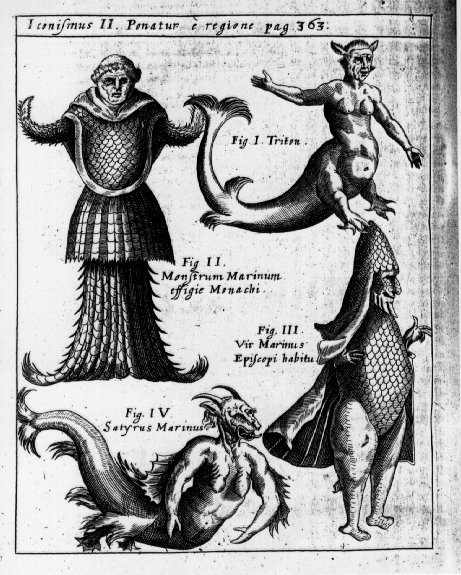 Iconismus II. Ponatur è regione pag. 363.
Fig. I. Triton.
Fig II.
Monstrum Marinum
effigie Monachi.
Fig. III.
Vir Marinus
Episcopi habitu
Fig. IV
Satyrus Marinus